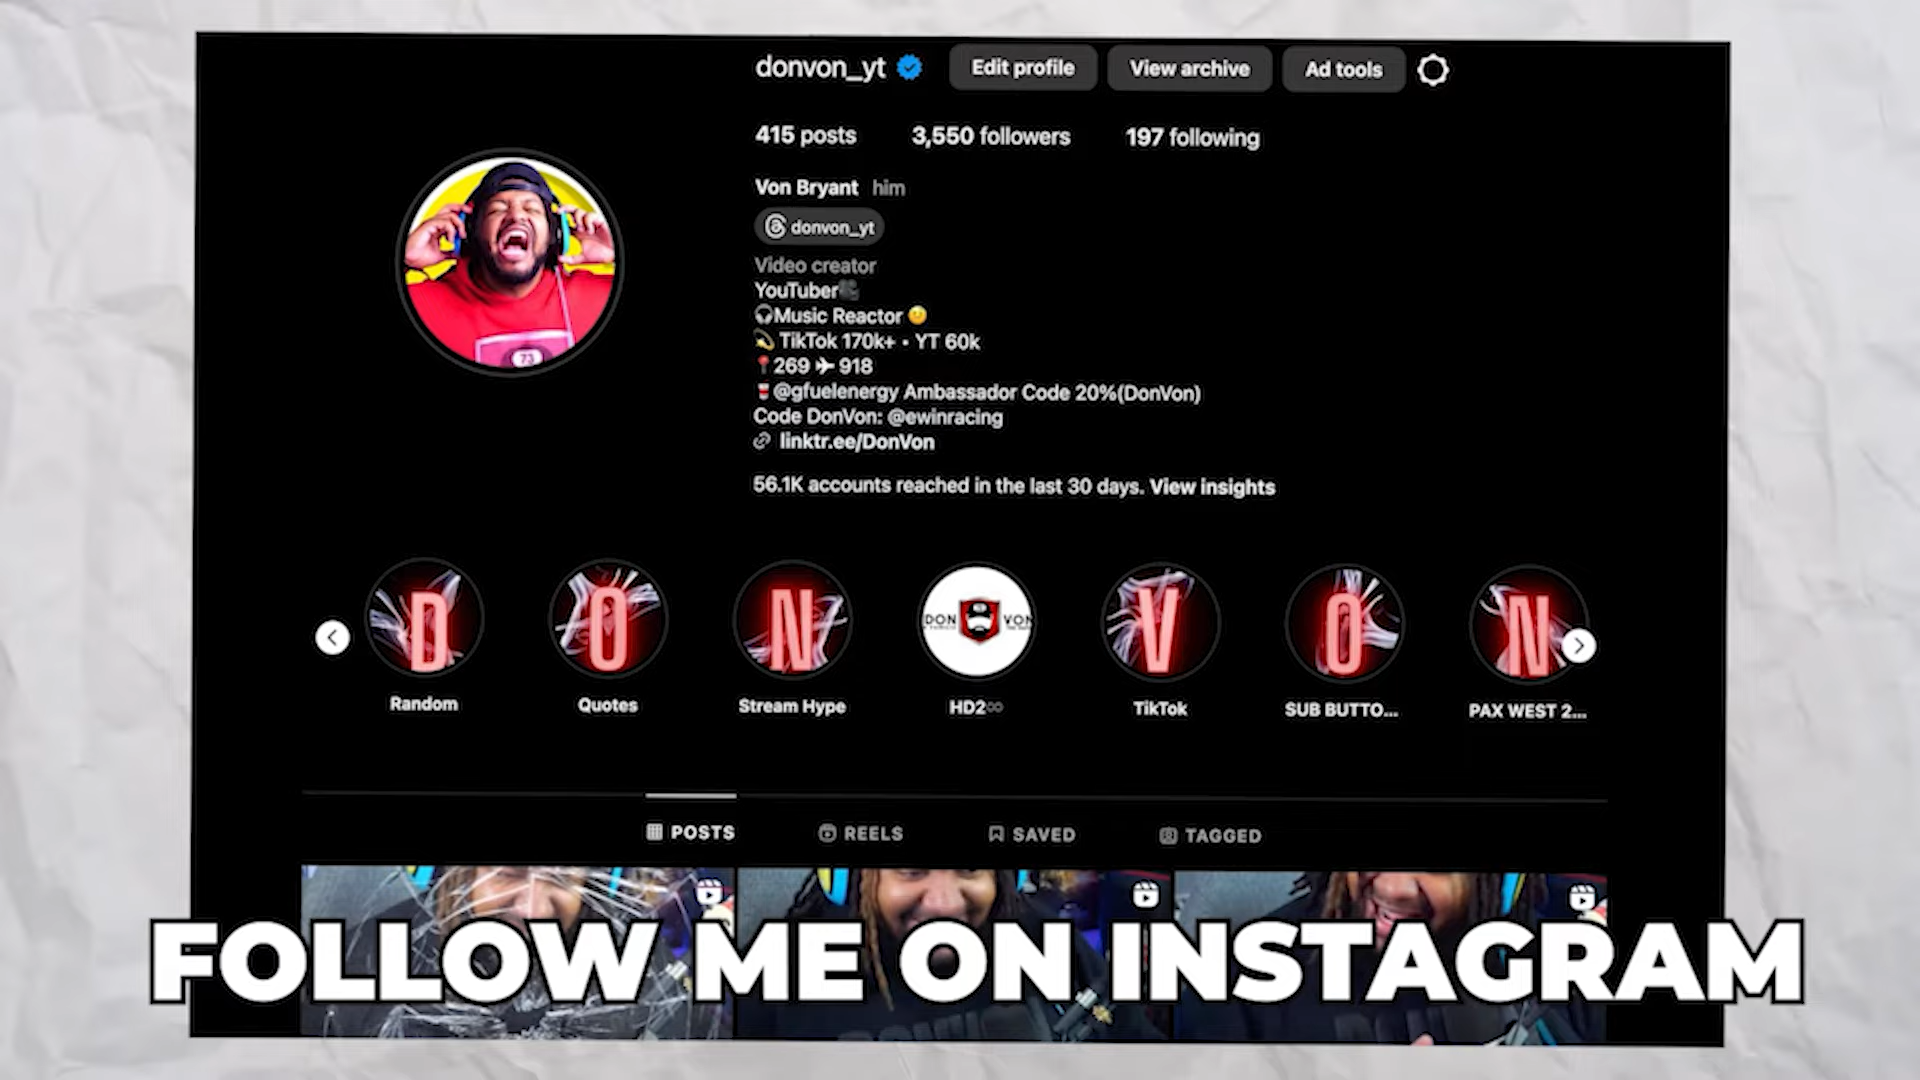 donvon_yt
Edit profile
View archive
Ad tools
415 posts
3,550 followers
197 following
Von Bryant him
donvon_yt
Video creator
YouTuber
🎧Music Reactor
💫 TikTok 170k+ • YT 60k
📍269 ✈ 918
@gfuelenergy Ambassador Code 20%(DonVon)
Code DonVon: @ewinracing
linktr.ee/DonVon
56.1K accounts reached in the last 30 days. View insights
73
D
O
N
DON VON
V
O
N
Random
Quotes
Stream Hype
HD2♾
TikTok
SUB BUTTO...
PAX WEST 2...
POSTS
REELS
SAVED
TAGGED
FOLLOW ME ON INSTAGRAM